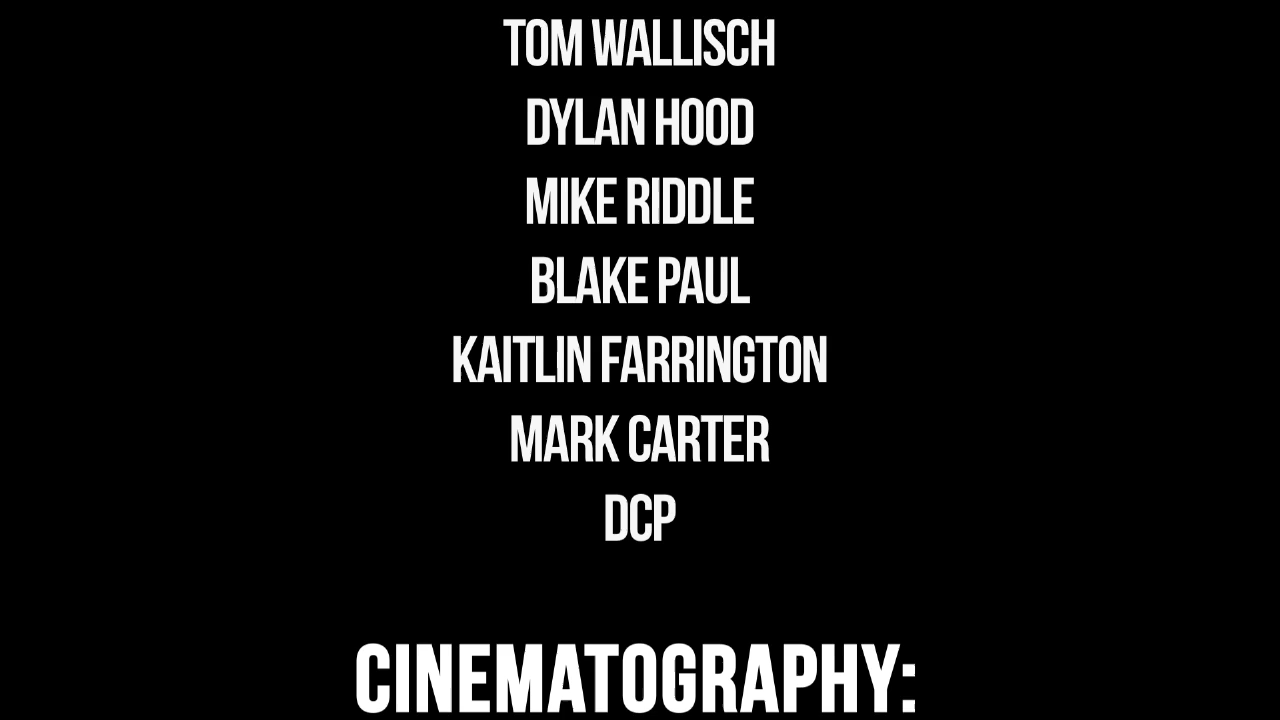 TOM WALLISCH
DYLAN HOOD
MIKE RIDDLE
BLAKE PAUL
KAITLIN FARRINGTON
MARK CARTER
DCP
CINEMATOGRAPHY: